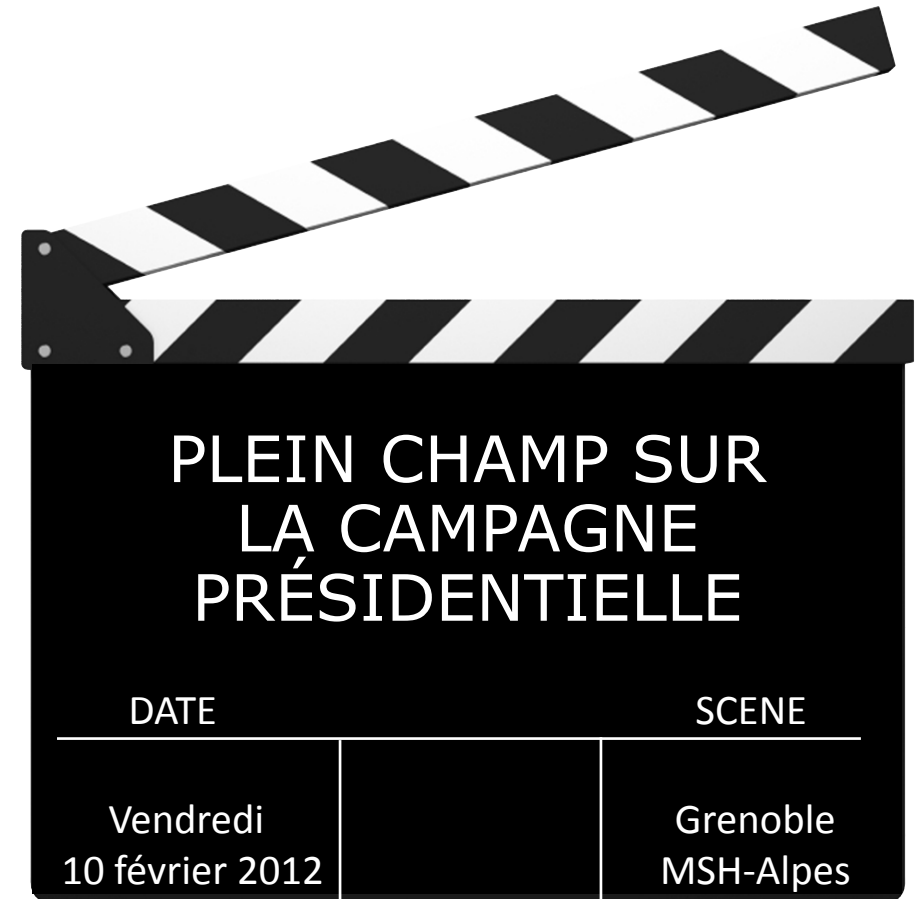 PLEIN CHAMP SUR
LA CAMPAGNE
PRÉSIDENTIELLE
DATE
SCENE
Vendredi
10 février 2012
Grenoble
MSH-Alpes